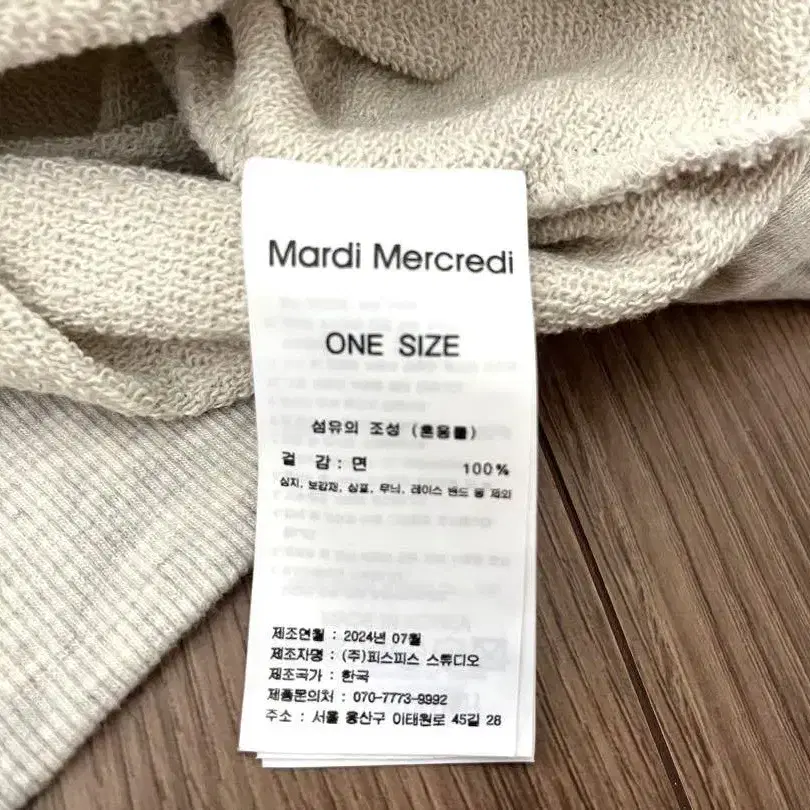 Mardi Mercredi
ONE SIZE
섬유의 조성 (혼용률)
겉 감 : 면 100%
심지, 보강재, 심포, 무늬, 레이스 밴드 등 제외
제조연월 : 2024년 07월
제조자명 : (주)피스피스 스튜디오
제조국가 : 한국
제품문의처 : 070-7773-9992
주소 : 서울 용산구 이태원로 45길 28